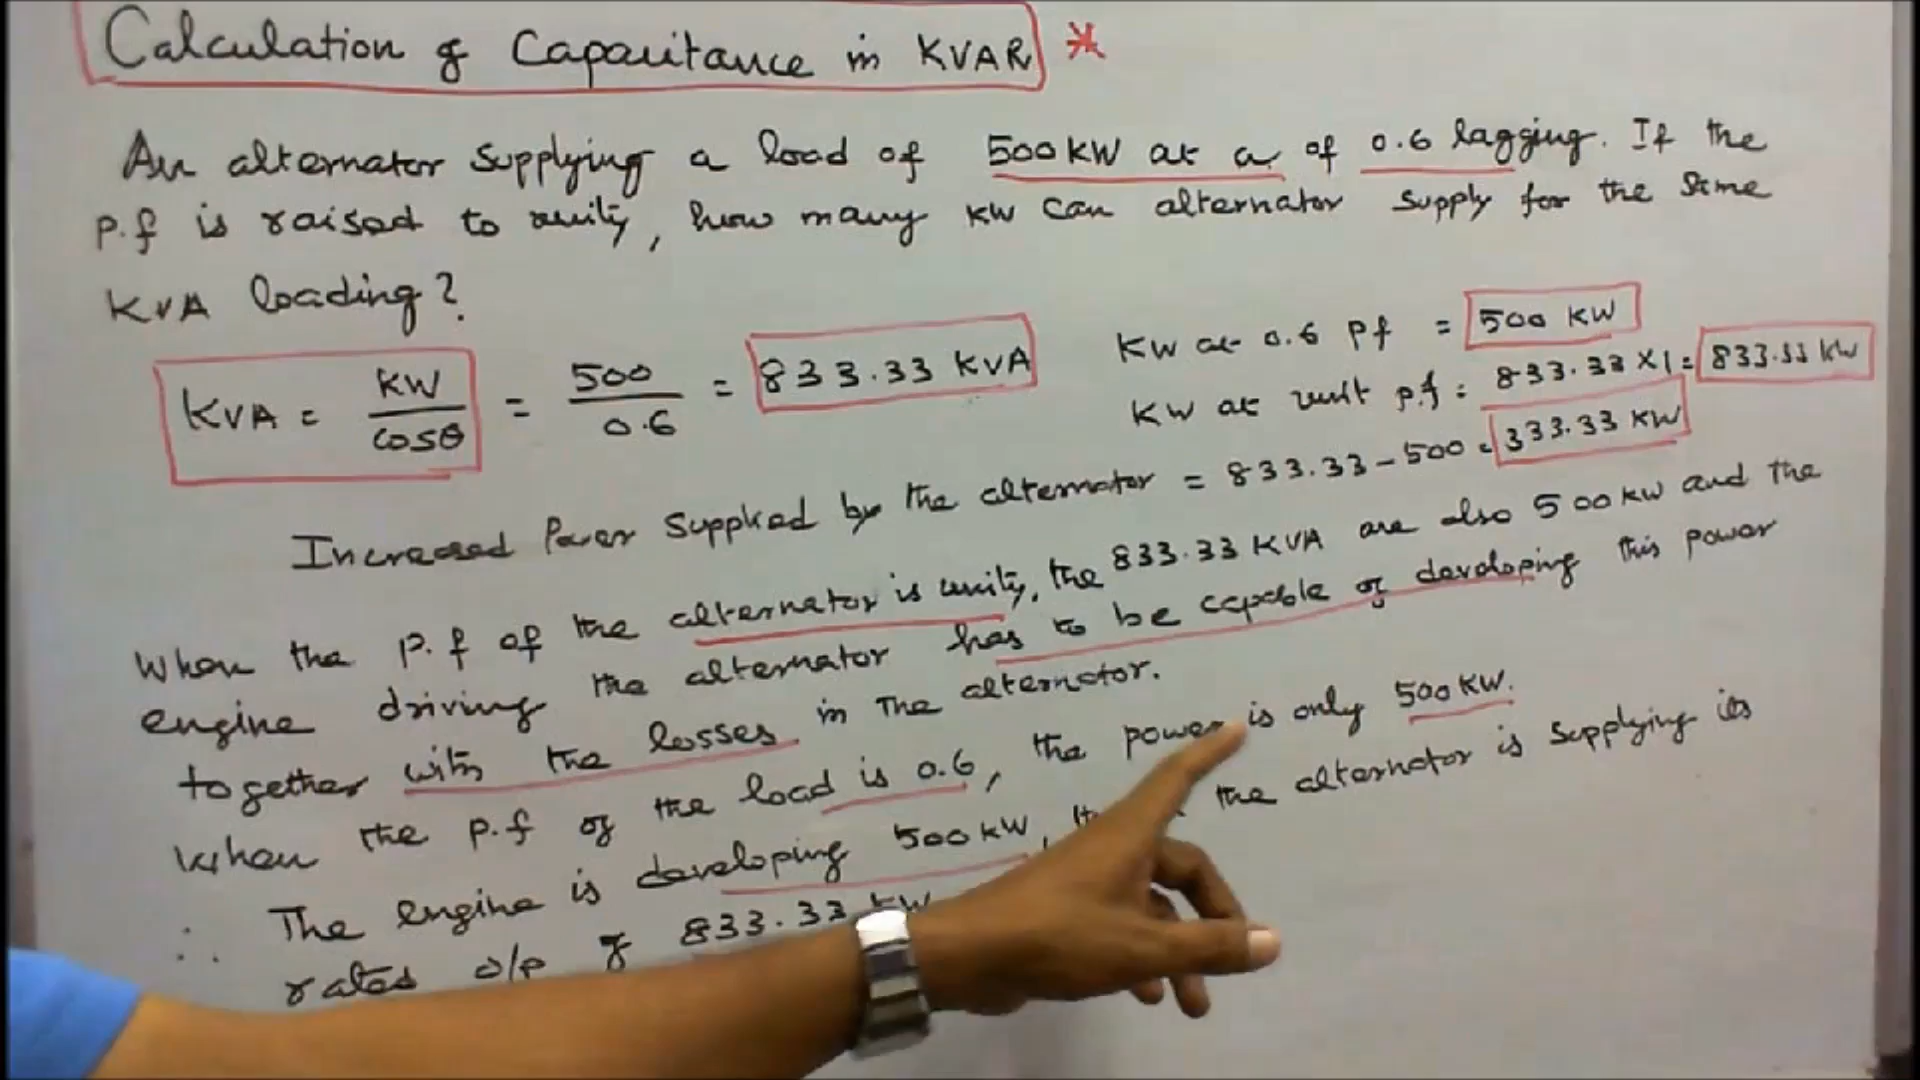 Calculation of Capacitance in KVAR *
An alternator supplying a load of 500 KW at a of 0.6 lagging. If the
p.f is raised to unity, how many KW can alternator supply for the same
KVA loading?
KVA = KW / cosθ = 500 / 0.6 = 833.33 KVA
KW at 0.6 pf = 500 KW
KW at unit p.f = 833.33 X 1 = 833.33 KW
Increased Power Supplied by the alternator = 833.33 - 500 = 333.33 KW
When the P.f of the alternator is unity, the 833.33 KVA are also 500 KW and the
engine driving the alternator has to be capable of developing this power
together with the losses in the alternator.
When the p.f of the load is 0.6, the power is only 500 KW.
∴ The engine is developing 500 KW, the alternator is supplying its
rated o/p of 833.33 KW